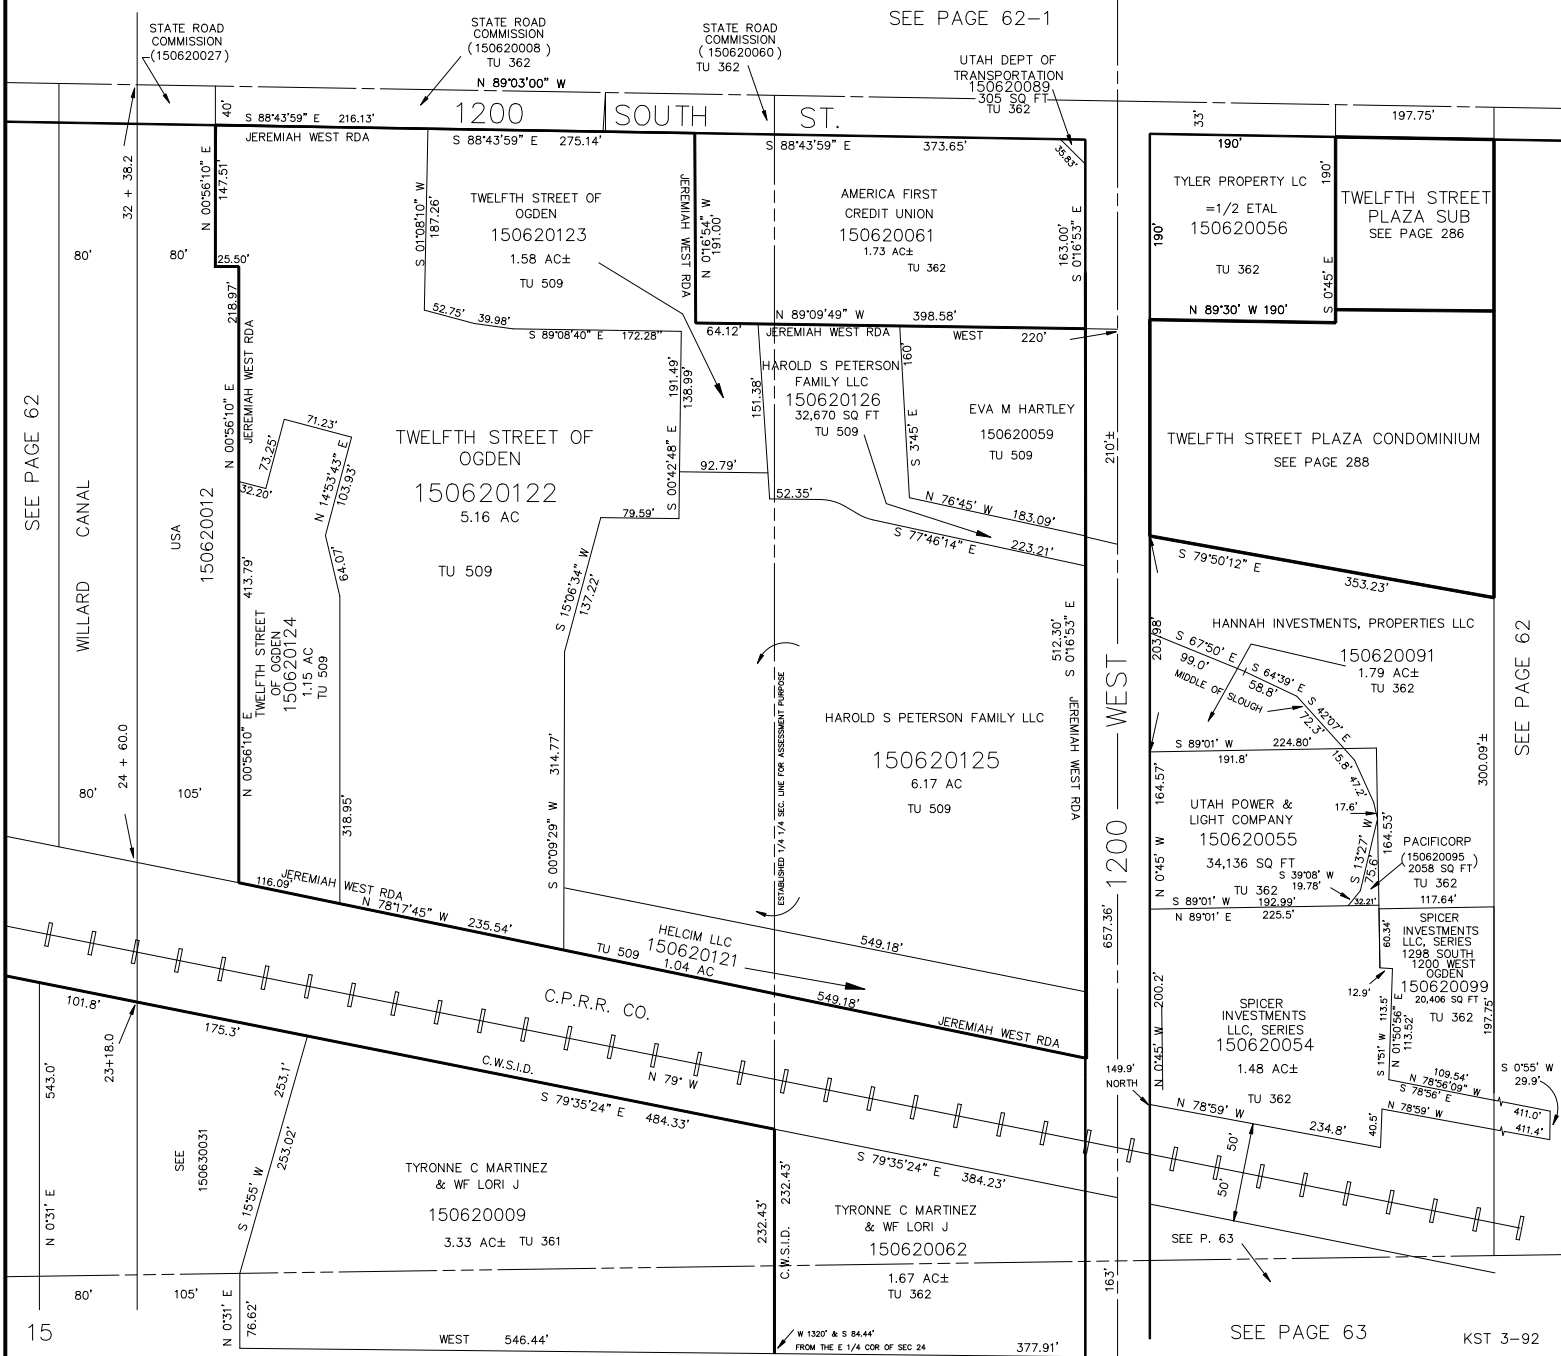 SEE PAGE 62-1
STATE ROAD
COMMISSION
(150620027)
STATE ROAD
COMMISSION
(150620008 )
TU 362
N 89°03'00" W
STATE ROAD
COMMISSION
( 150620060)
TU 362
UTAH DEPT OF
TRANSPORTATION
150620089
305 SQ FT
TU 362
1200 SOUTH ST.
40'
33'
197.75'
S 88°43'59" E 216.13'
JEREMIAH WEST RDA
S 88°43'59" E 275.14'
S 88°43'59" E 373.65'
35.83'
32 + 38.2
N 00°56'10" E
147.51'
25.50'
218.97'
80'
80'
S 01°08'10" W
187.26'
TWELFTH STREET OF
OGDEN
150620123
1.58 AC±
TU 509
JEREMIAH WEST RDA
N 0°16'54" W
191.00'
AMERICA FIRST
CREDIT UNION
150620061
1.73 AC±
TU 362
163.00'
S 0°16'53" E
190'
TYLER PROPERTY LC
=1/2 ETAL
150620056
TU 362
190'
190'
S 0°45' E
N 89°30' W 190'
TWELFTH STREET
PLAZA SUB
SEE PAGE 286
52.75'
39.98'
S 89°08'40" E 172.28"
64.12'
N 89°09'49" W 398.58'
JEREMIAH WEST RDA
WEST 220'
SEE PAGE 62
WILLARD CANAL
USA
150620012
N 00°56'10" E
JEREMIAH WEST RDA
71.23'
73.25'
32.20'
N 14°53'43" E
103.93'
64.07'
TWELFTH STREET OF
OGDEN
150620122
5.16 AC
TU 509
191.49'
138.99'
S 00°42'48" E
92.79'
79.59'
151.38'
HAROLD S PETERSON
FAMILY LLC
150620126
32,670 SQ FT
TU 509
52.35'
160'
S 3°45' E
EVA M HARTLEY
150620059
TU 509
N 76°45' W 183.09'
S 77°46'14" E 223.21'
210'±
TWELFTH STREET PLAZA CONDOMINIUM
SEE PAGE 288
S 79°50'12" E 353.23'
413.79'
TWELFTH STREET
OF OGDEN
150620124
1.15 AC
TU 509
N 00°56'10" E
318.95'
S 15°06'34" W
137.22'
314.77'
S 00°09'29" W
ESTABLISHED 1/4 1/4 SEC. LINE FOR ASSESSMENT PURPOSE
512.30'
S 0°16'53" E
JEREMIAH WEST RDA
HAROLD S PETERSON FAMILY LLC
150620125
6.17 AC
TU 509
1200 WEST
657.36'
203.98'
HANNAH INVESTMENTS, PROPERTIES LLC
150620091
1.79 AC±
TU 362
S 67°50' E
99.0'
S 64°39' E
58.8'
MIDDLE OF SLOUGH
S 42°07' E
72.3'
15.8'
47.2'
17.6'
S 89°01' W 224.80'
191.8'
164.57'
N 0°45' W
UTAH POWER &
LIGHT COMPANY
150620055
34,136 SQ FT
TU 362
S 39°08' W
19.78'
S 13°27' W
75.6'
164.53'
PACIFICORP
(150620095 )
2058 SQ FT
TU 362
300.09'±
SEE PAGE 62
S 89°01' W 192.99'
32.21'
117.64'
N 89°01' E 225.5'
24 + 60.0
80'
105'
116.09'
JEREMIAH WEST RDA
N 78°17'45" W 235.54'
HELCIM LLC
150620121
TU 509
1.04 AC
549.18'
549.18'
JEREMIAH WEST RDA
60.34'
12.9'
SPICER
INVESTMENTS
LLC, SERIES
1298 SOUTH
1200 WEST
OGDEN
150620099
20,406 SQ FT
TU 362
197.75'
SPICER
INVESTMENTS
LLC, SERIES
150620054
1.48 AC±
TU 362
N 0°45' W 200.2'
S 1°51' W 113.5'
N 01°50'56" E
113.52'
C.P.R.R. CO.
N 79° W
101.8'
175.3'
23+18.0
C.W.S.I.D.
S 79°35'24" E 484.33'
149.9'
NORTH
N 78°59' W 234.8'
109.54'
N 78°56'09" W
S 78°56' E
N 78°59' W
40.5'
411.0'
411.4'
S 0°55' W
29.9'
543.0'
N 0°31' E
SEE
150630031
253.1'
253.02'
S 15°55' W
TYRONNE C MARTINEZ
& WF LORI J
150620009
3.33 AC± TU 361
232.43'
232.43'
C.W.S.I.D.
S 79°35'24" E 384.23'
TYRONNE C MARTINEZ
& WF LORI J
150620062
1.67 AC±
TU 362
50'
50'
SEE P. 63
163'
80'
105'
15
N 0°31' E
76.62'
WEST 546.44'
W 1320' & S 84.44'
FROM THE E 1/4 COR OF SEC 24
377.91'
SEE PAGE 63
KST 3-92